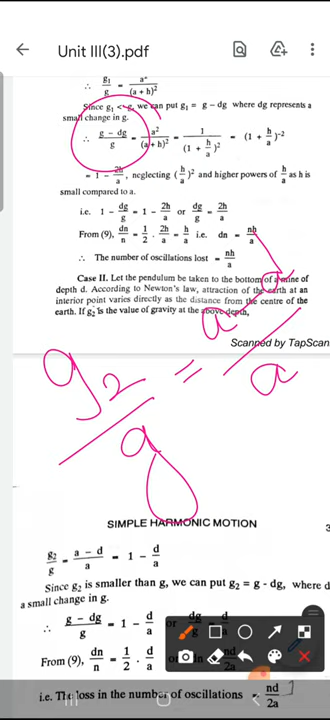 Unit III(3).pdf
∴ g₁/g = a²/(a + h)²
Since g₁ < g, we can put g₁ = g – dg where dg represents a
small change in g.
∴ (g – dg)/g = a²/(a + h)² = 1/(1 + h/a)² = (1 + h/a)⁻²
= 1 – 2h/a, neglecting (h/a)² and higher powers of h/a as h is
small compared to a.
i.e. 1 – dg/g = 1 – 2h/a or dg/g = 2h/a
From (9), dn/n = 1/2 . 2h/a = h/a i.e. dn = nh/a
∴ The number of oscillations lost = nh/a
Case II. Let the pendulum be taken to the bottom of a mine of
depth d. According to Newton's law, attraction of the earth at an
interior point varies directly as the distance from the centre of the
earth. If g₂ is the value of gravity at the above depth,
Scanned by TapScan
g₂/g = (a-d)/a
SIMPLE HARMONIC MOTION
3
g₂/g = (a – d)/a = 1 – d/a
Since g₂ is smaller than g, we can put g₂ = g - dg, where d
a small change in g.
∴ (g – dg)/g = 1 – d/a or dg/g = d/a
From (9), dn/n = 1/2 . d/a nd
i.e. The loss in the number of oscillations = nd/2a